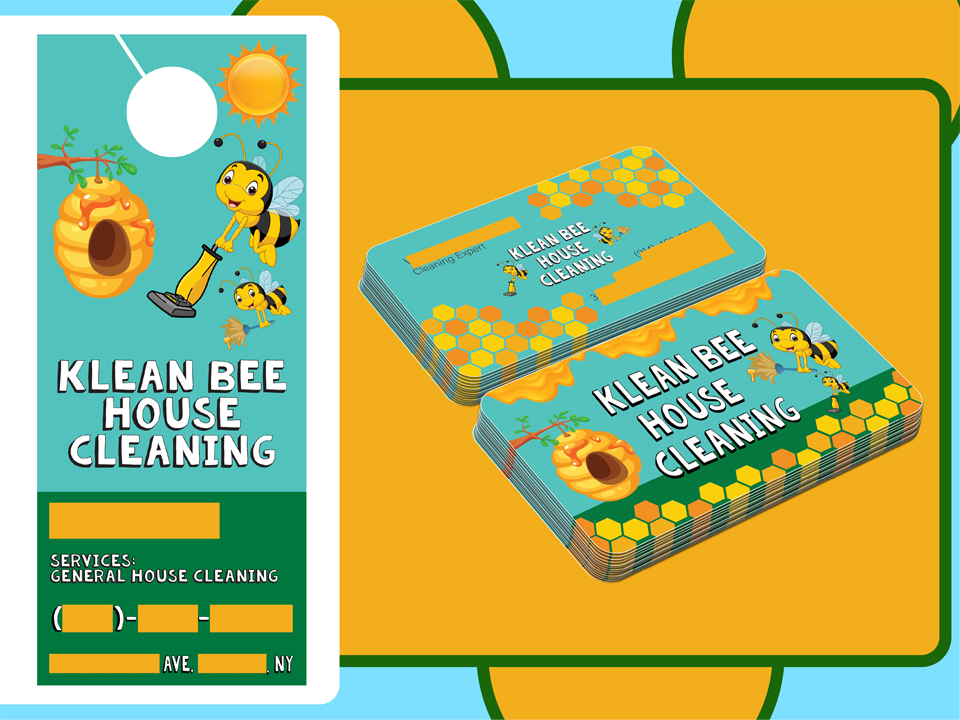 KLEAN BEE
HOUSE
CLEANING
SERVICES:
GENERAL HOUSE CLEANING
( )- -
AVE. , NY
Cleaning Expert
KLEAN BEE
HOUSE
CLEANING
3
KLEAN BEE
HOUSE
CLEANING